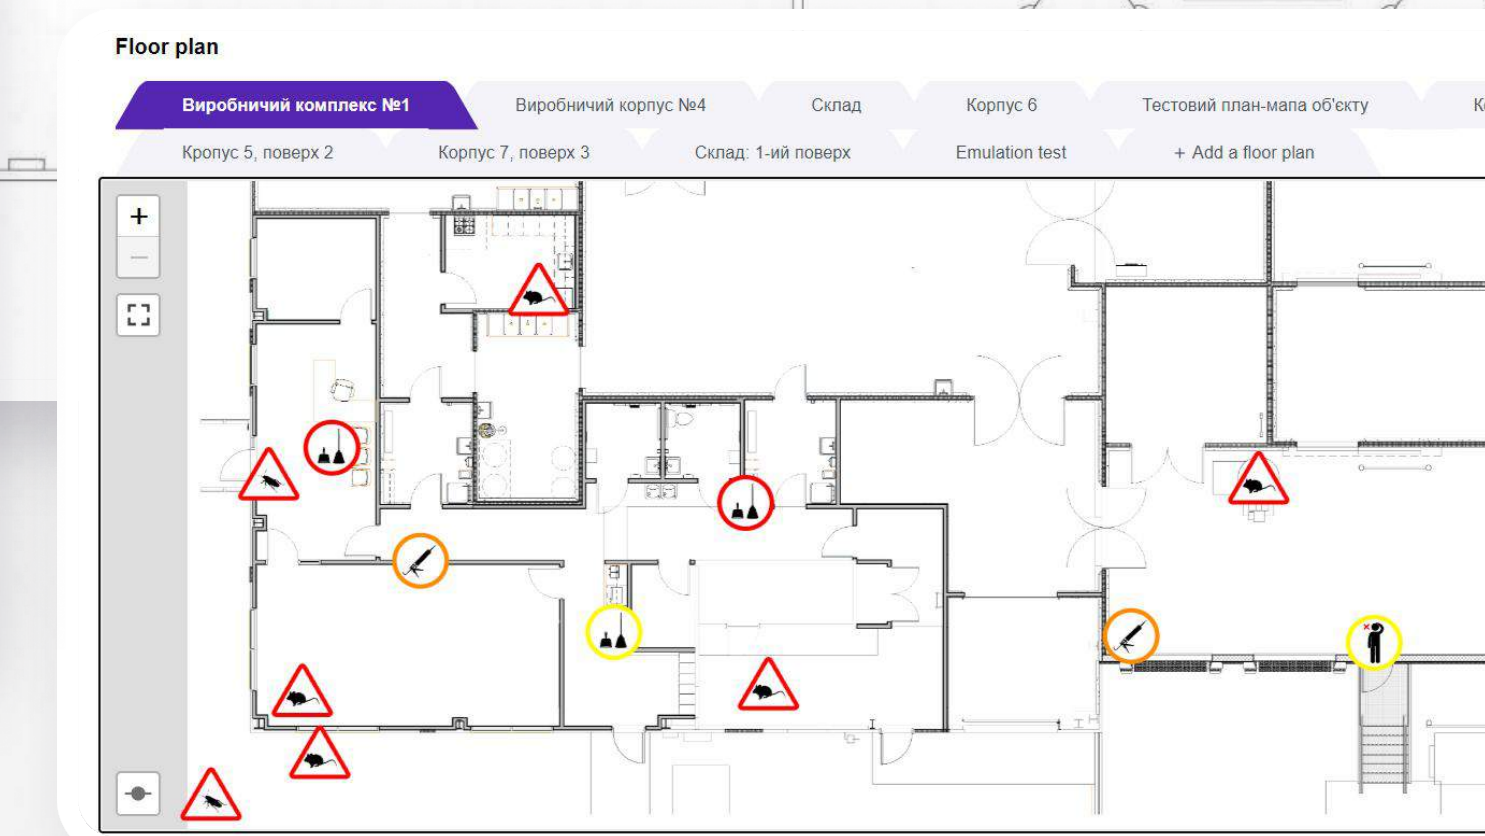 Floor plan
Виробничий комплекс №1
Виробничий корпус №4
Склад
Корпус 6
Тестовий план-мапа об'єкту
Кропус 5, поверх 2
Корпус 7, поверх 3
Склад: 1-ий поверх
Emulation test
+ Add a floor plan